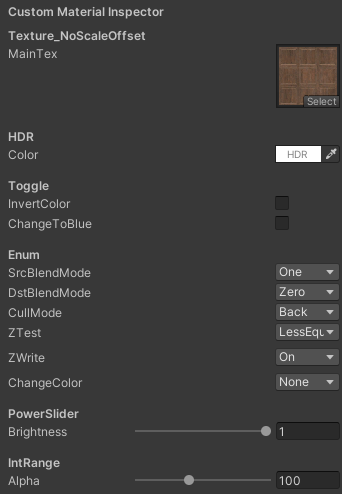 Custom Material Inspector
Texture_NoScaleOffset
MainTex
Select
HDR
Color HDR
Toggle
InvertColor
ChangeToBlue
Enum
SrcBlendMode One
DstBlendMode Zero
CullMode Back
ZTest LessEqu
ZWrite On
ChangeColor None
PowerSlider
Brightness 1
IntRange
Alpha 100